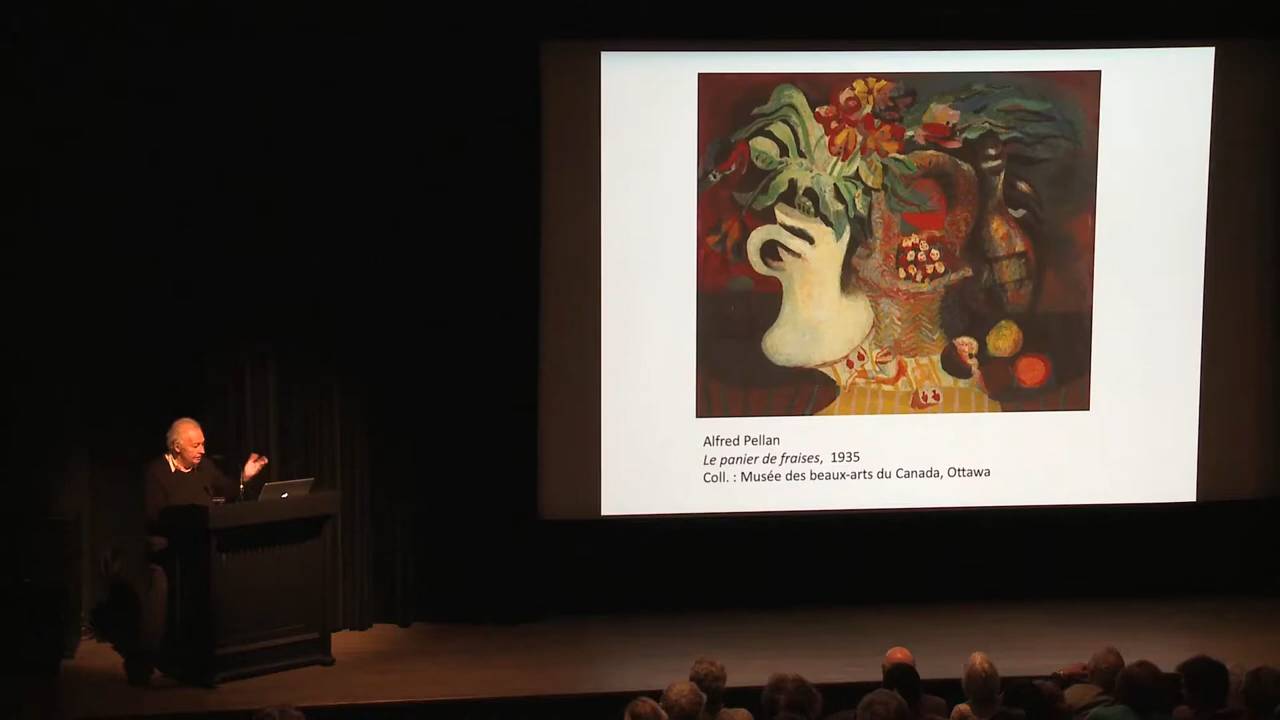 Alfred Pellan
Le panier de fraises, 1935
Coll. : Musée des beaux-arts du Canada, Ottawa